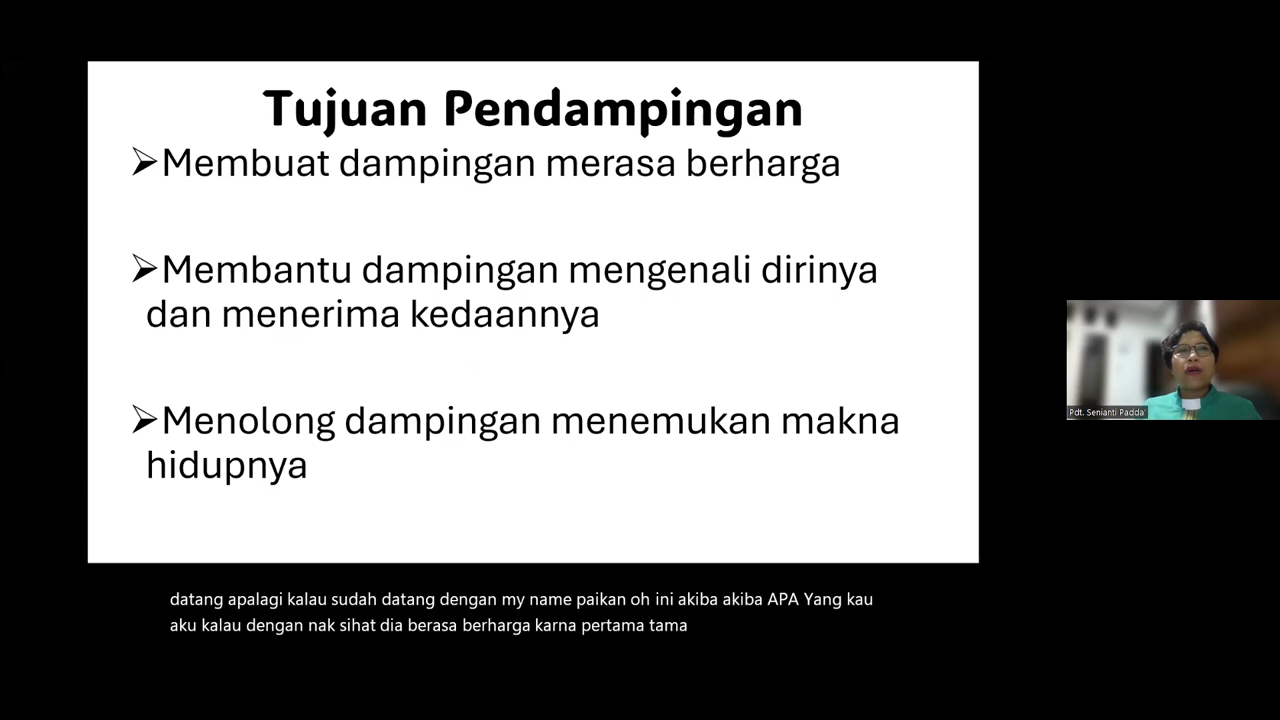 Tujuan Pendampingan
➢Membuat dampingan merasa berharga
➢Membantu dampingan mengenali dirinya
dan menerima kedaannya
➢Menolong dampingan menemukan makna
hidupnya
Pdt. Senianti Padda'
datang apalagi kalau sudah datang dengan my name paikan oh ini akiba akiba APA Yang kau
aku kalau dengan nak sihat dia berasa berharga karna pertama tama